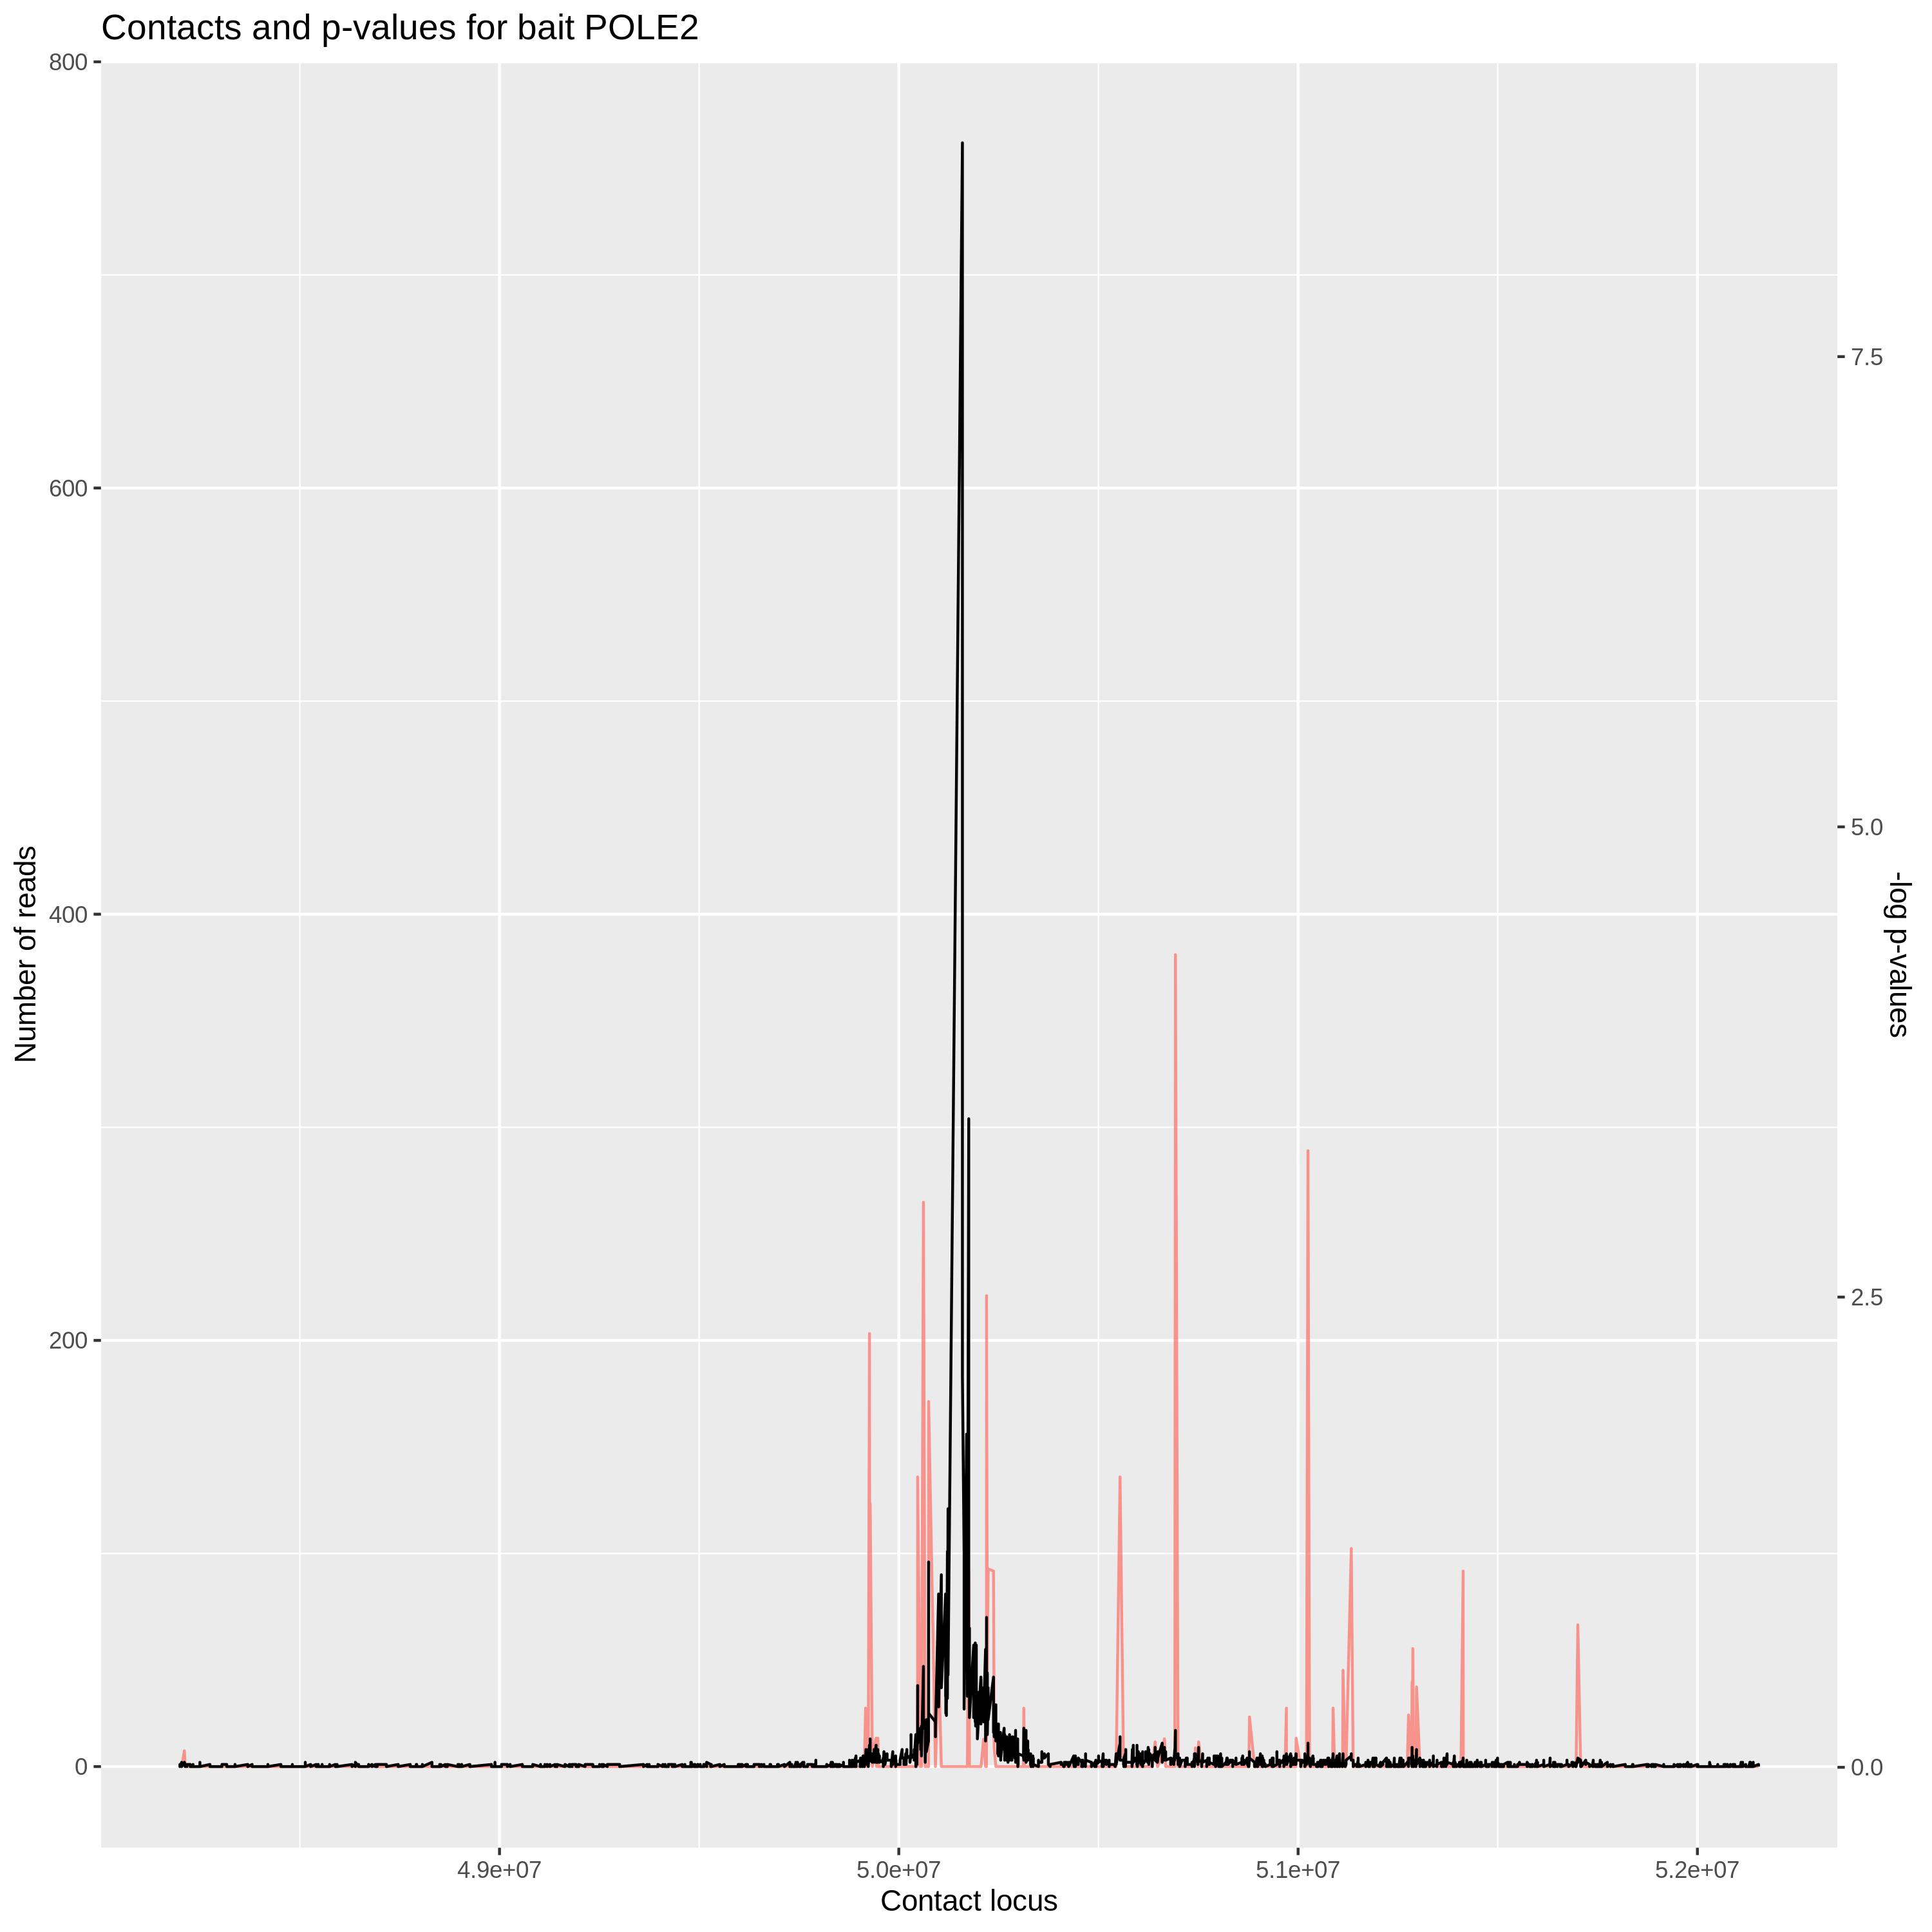 Contacts and p-values for bait POLE2
800
600
400
200
0
Number of reads
7.5
5.0
2.5
0.0
-log p-values
4.9e+07
5.0e+07
5.1e+07
5.2e+07
Contact locus